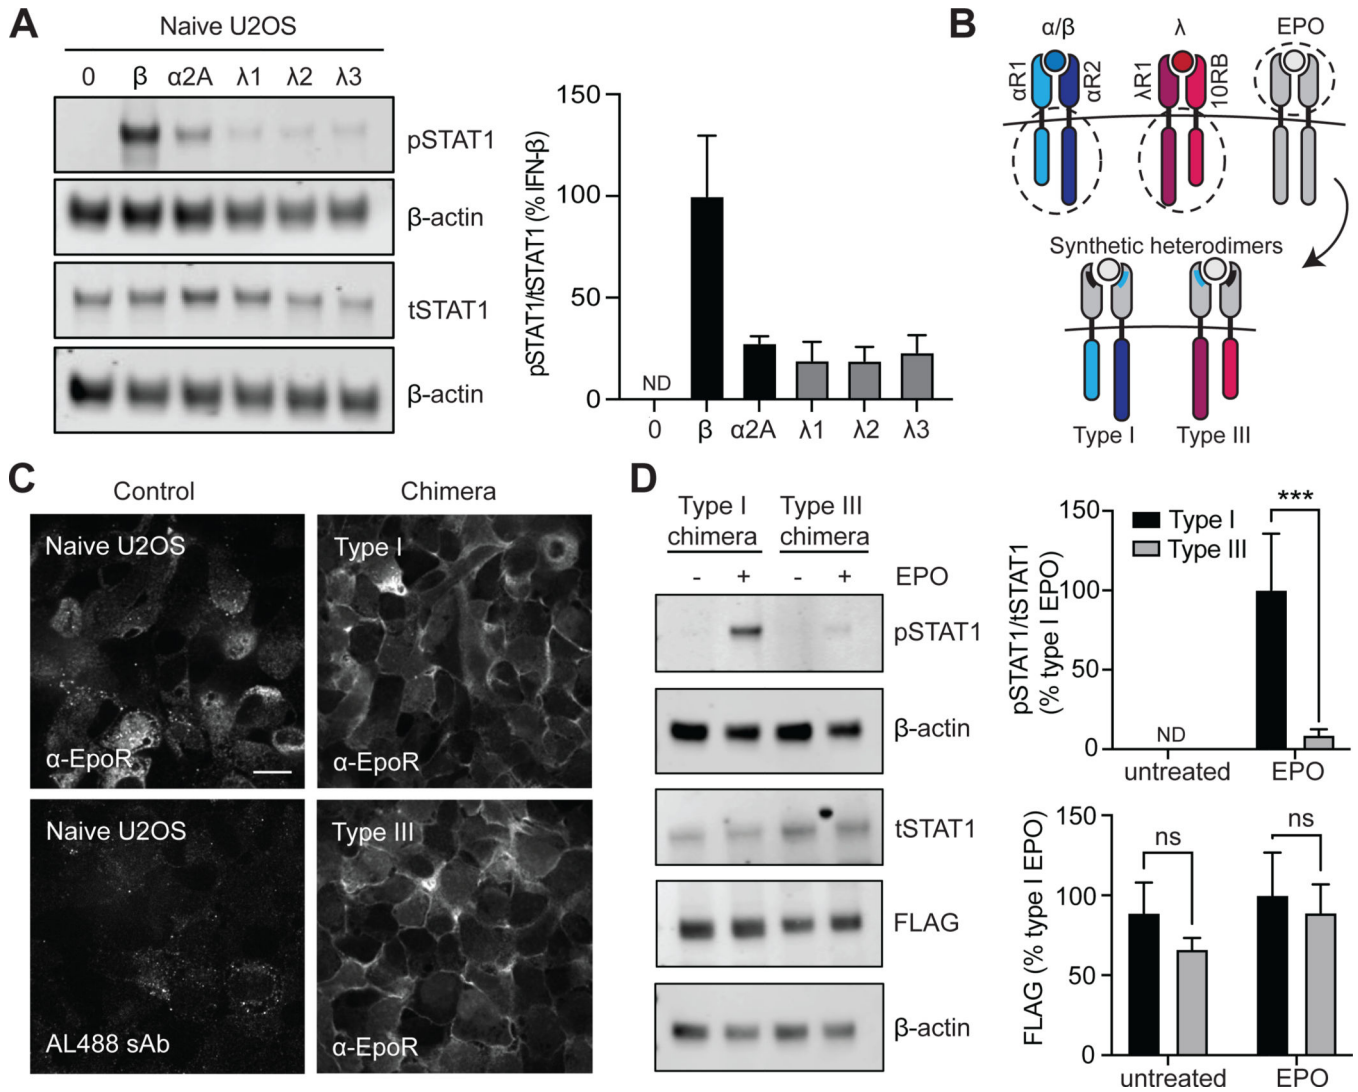 A
Naive U2OS
0 β α2A λ1 λ2 λ3
pSTAT1
β-actin
tSTAT1
β-actin
pSTAT1/tSTAT1 (% IFN-β)
150
100
50
0
ND
0 β α2A λ1 λ2 λ3
B
α/β λ EPO
αR1
αR2
λR1
10RB
Synthetic heterodimers
Type I Type III
C
Control Chimera
Naive U2OS
α-EpoR
Type I
α-EpoR
Naive U2OS
AL488 sAb
Type III
α-EpoR
D
Type I Type III
chimera chimera
- + - + EPO
pSTAT1
β-actin
tSTAT1
FLAG
β-actin
pSTAT1/tSTAT1
(% type I EPO)
150
100
50
0
Type I
Type III
***
ND
untreated EPO
FLAG (% type I EPO)
150
100
50
0
ns
ns
untreated EPO